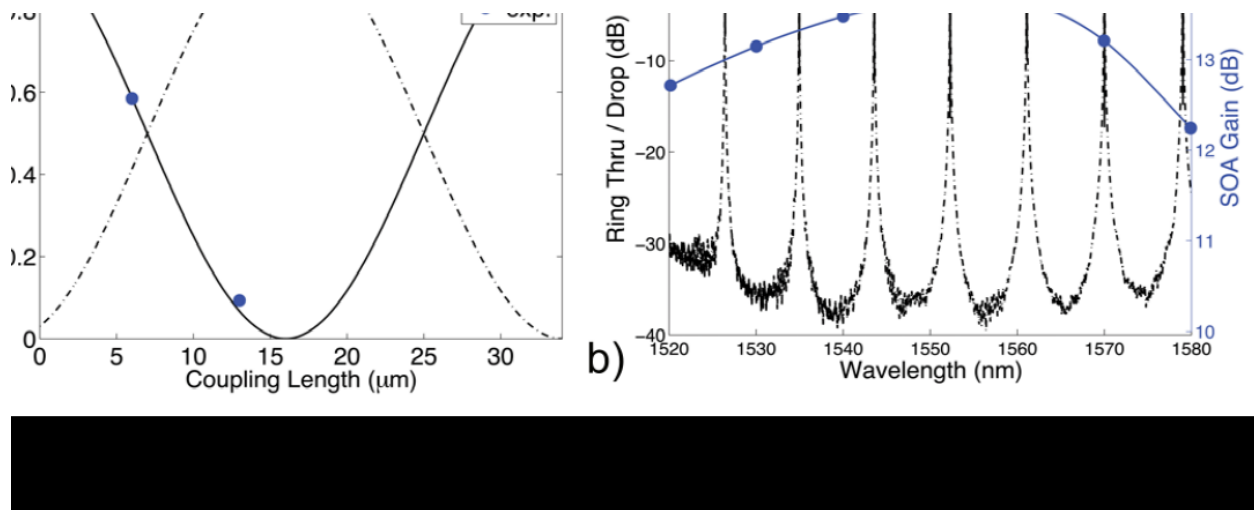 0.6
0.4
0.2
0
0 5 10 15 20 25 30
Coupling Length (μm)
b)
Ring Thru / Drop (dB)
−10
−20
−30
−40
1520 1530 1540 1550 1560 1570 1580
Wavelength (nm)
13
12
11
10
SOA Gain (dB)